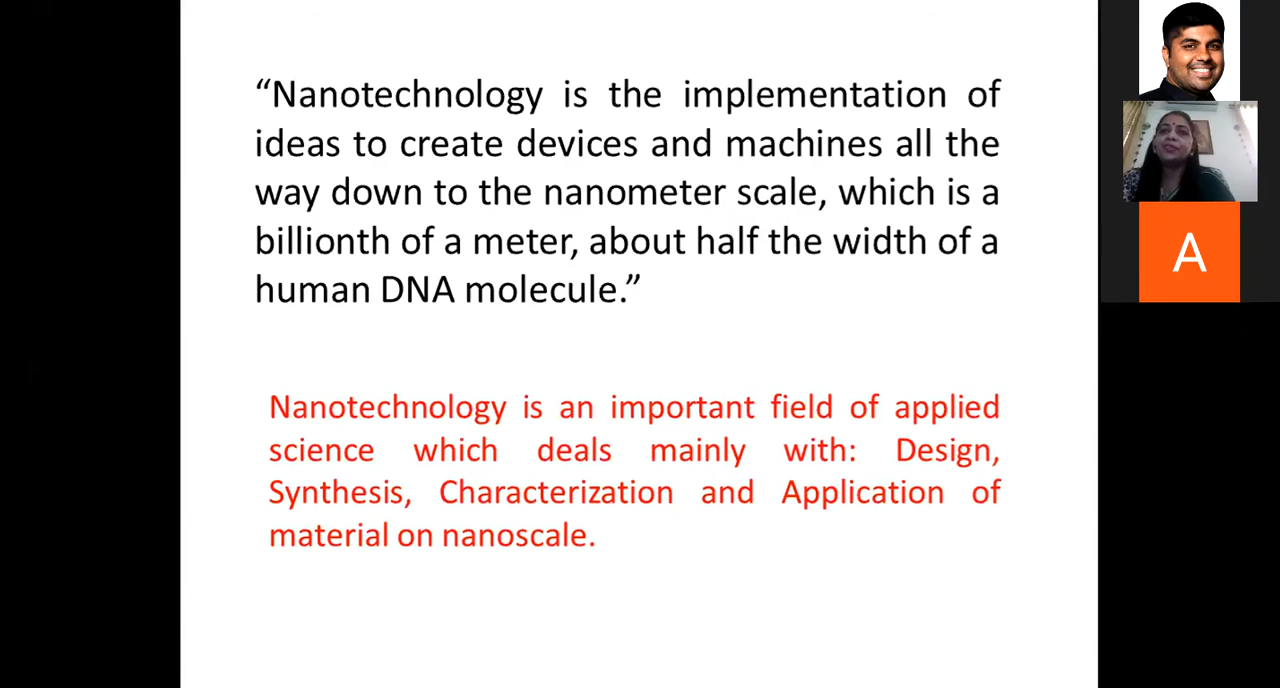 “Nanotechnology is the implementation of
ideas to create devices and machines all the
way down to the nanometer scale, which is a
billionth of a meter, about half the width of a
human DNA molecule.”
Nanotechnology is an important field of applied
science which deals mainly with: Design,
Synthesis, Characterization and Application of
material on nanoscale.
A